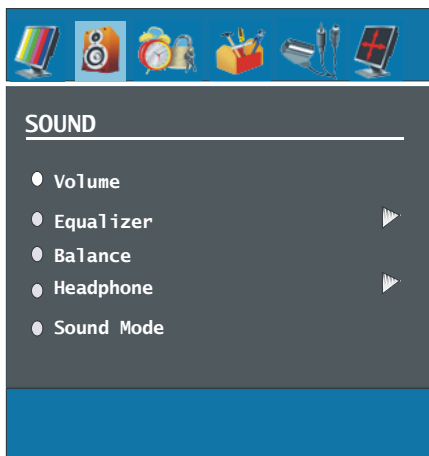 SOUND
Volume
Equalizer
Balance
Headphone
Sound Mode